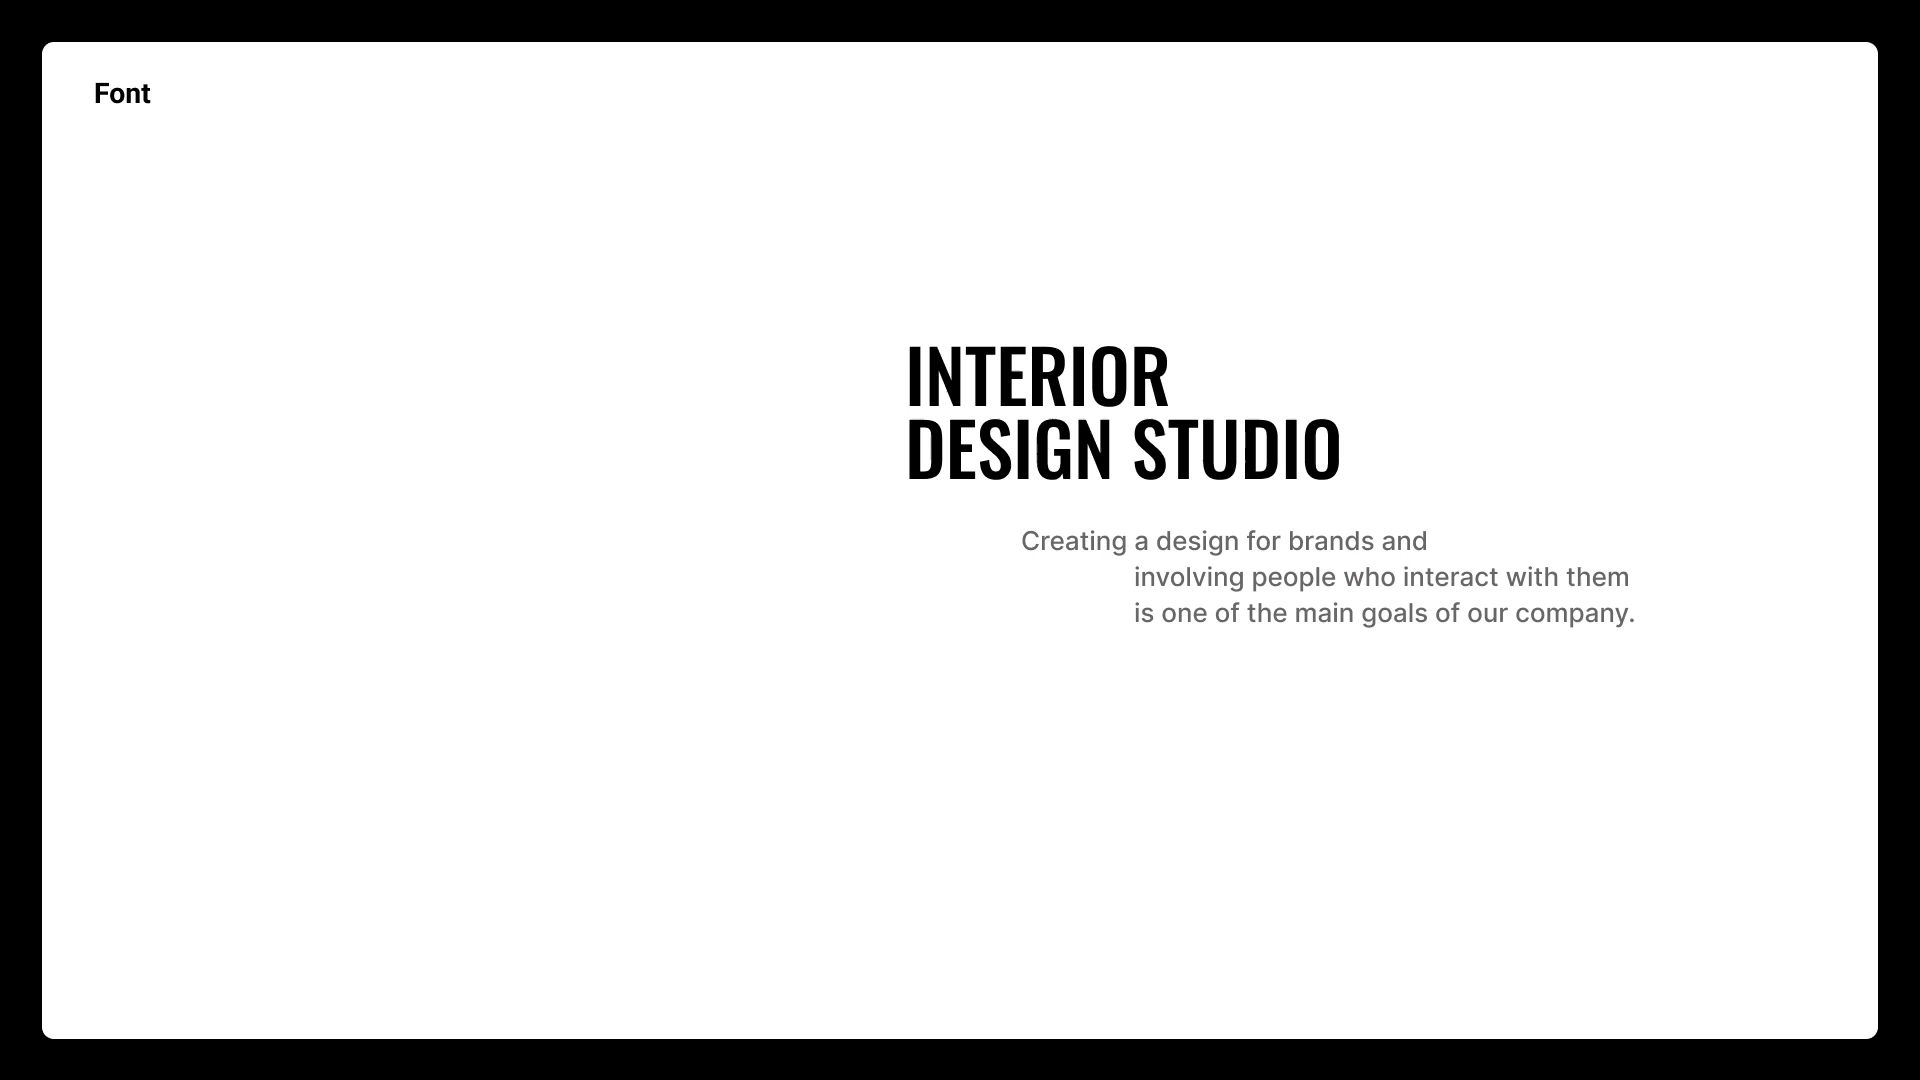 Font
INTERIOR
DESIGN STUDIO
Creating a design for brands and
involving people who interact with them
is one of the main goals of our company.